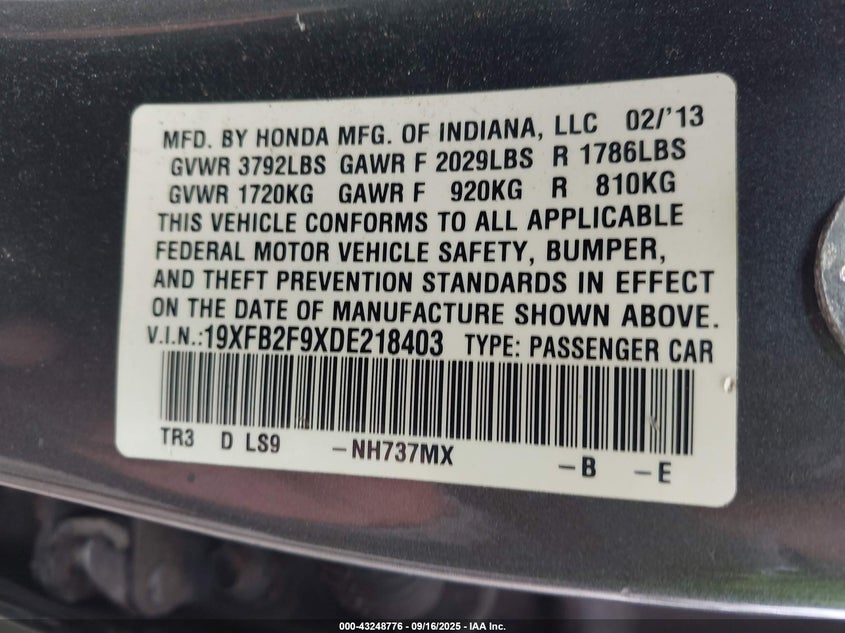 MFD. BY HONDA MFG. OF INDIANA, LLC 02/'13
GVWR 3792LBS GAWR F 2029LBS R 1786LBS
GVWR 1720KG GAWR F 920KG R 810KG
THIS VEHICLE CONFORMS TO ALL APPLICABLE
FEDERAL MOTOR VEHICLE SAFETY, BUMPER,
AND THEFT PREVENTION STANDARDS IN EFFECT
ON THE DATE OF MANUFACTURE SHOWN ABOVE.
V.I.N.:19XFB2F9XDE218403 TYPE: PASSENGER CAR
TR3 D LS9 –NH737MX –B –E
000-43248776 - 09/16/2025 - IAA Inc.